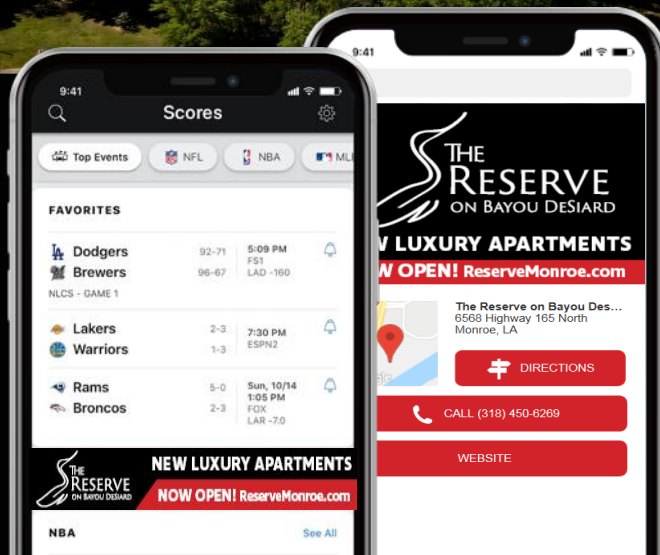 9:41
Scores
Top Events
NFL
NBA
FAVORITES
Dodgers 92-71 5:09 PM
FS1
Brewers 96-67 LAD -160
NLCS - GAME 1
Lakers 2-3 7:30 PM
Warriors 1-3 ESPN2
Rams 5-0 Sun, 10/14
1:05 PM
Broncos 2-3 FOX
LAR -7.0
THE
RESERVE
ON BAYOU DESIARD
NEW LUXURY APARTMENTS
NOW OPEN! ReserveMonroe.com
NBA See All
9:41
THE
RESERVE
ON BAYOU DESIARD
LUXURY APARTMENTS
OPEN! ReserveMonroe.com
The Reserve on Bayou Des...
6568 Highway 165 North
Monroe, LA
DIRECTIONS
CALL (318) 450-6269
WEBSITE